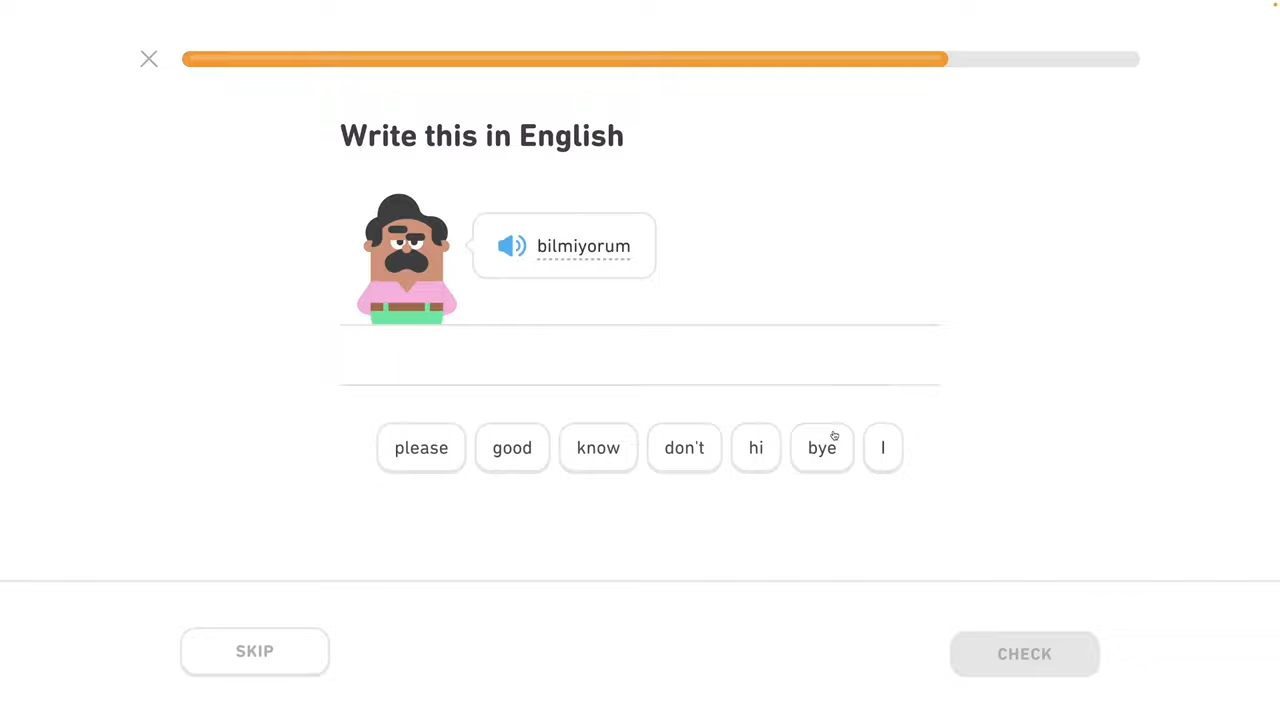 Write this in English
bilmiyorum
please good know don't hi bye I
SKIP
CHECK